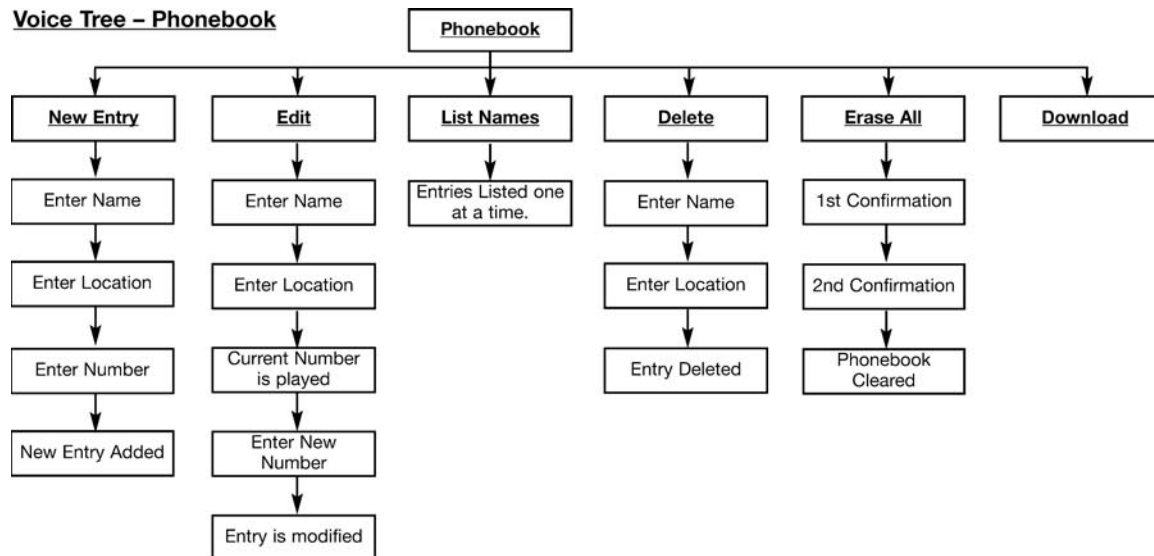 Voice Tree – Phonebook
Phonebook
New Entry
Edit
List Names
Delete
Erase All
Download
Enter Name
Enter Name
Entries Listed one
at a time.
Enter Name
1st Confirmation
Enter Location
Enter Location
Enter Location
2nd Confirmation
Enter Number
Current Number
is played
Entry Deleted
Phonebook
Cleared
New Entry Added
Enter New
Number
Entry is modified